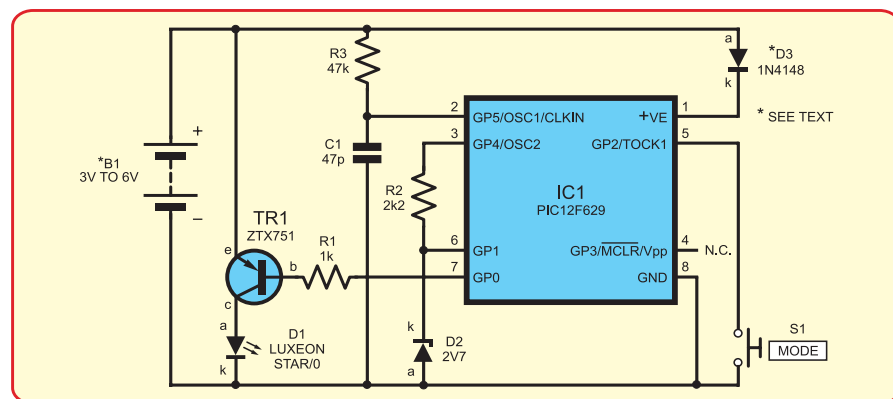 R3
47k
a
*D3
1N4148
k
2
GP5/OSC1/CLKIN
+VE
1
* SEE TEXT
3
GP4/OSC2
GP2/TOCK1
5
C1
47p
+
*B1
3V TO 6V
−
R2
2k2
IC1
PIC12F629
TR1
ZTX751
e
R1
1k
b
6
GP1
GP3/MCLR/Vpp
4
N.C.
7
GP0
GND
8
c
a
D1
LUXEON
STAR/0
k
k
D2
2V7
a
S1
MODE